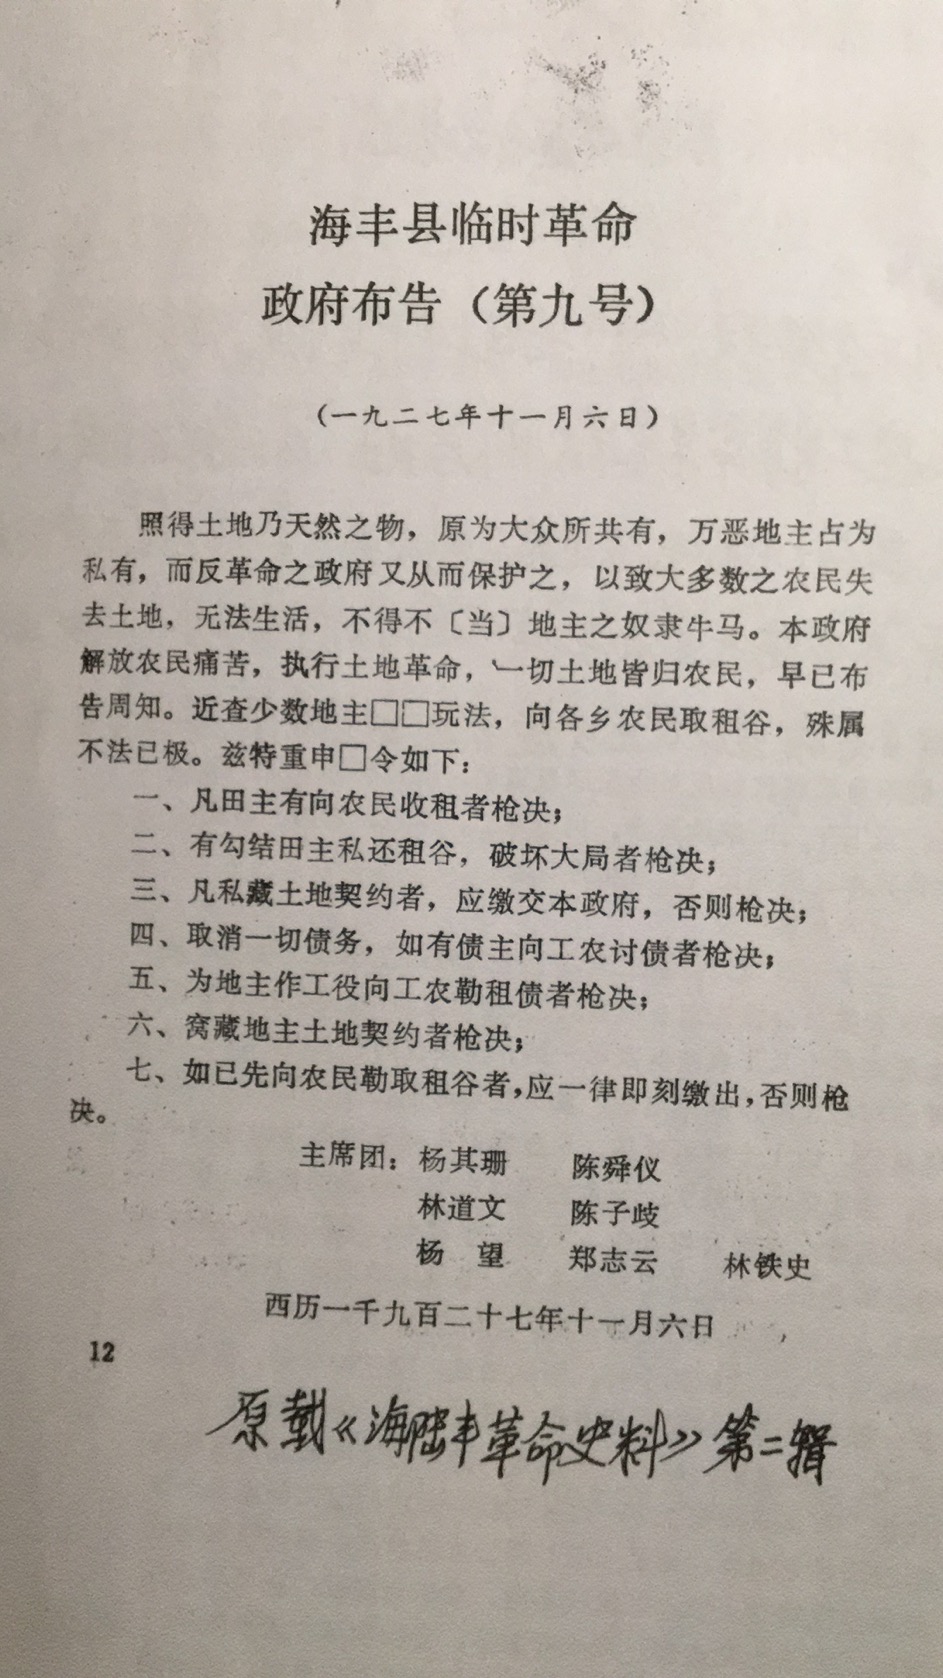 海丰县临时革命
政府布告（第九号）
（一九二七年十一月六日）
照得土地乃天然之物，原为大众所共有，万恶地主占为
私有，而反革命之政府又从而保护之，以致大多数之农民失
去土地，无法生活，不得不〔当〕地主之奴隶牛马。本政府
解放农民痛苦，执行土地革命，一切土地皆归农民，早已布
告周知。近查少数地主□□玩法，向各乡农民取租谷，殊属
不法已极。兹特重申□令如下：
一、凡田主有向农民收租者枪决；
二、有勾结田主私还租谷，破坏大局者枪决；
三、凡私藏土地契约者，应缴交本政府，否则枪决；
四、取消一切债务，如有债主向工农讨债者枪决；
五、为地主作工役向工农勒租债者枪决；
六、窝藏地主土地契约者枪决；
七、如已先向农民勒取租谷者，应一律即刻缴出，否则枪
决。
主席团：杨其珊　陈舜仪
林道文　陈子歧
杨　望　郑志云　林铁史
西历一千九百二十七年十一月六日
12
原载《海陆丰革命史料》第二辑